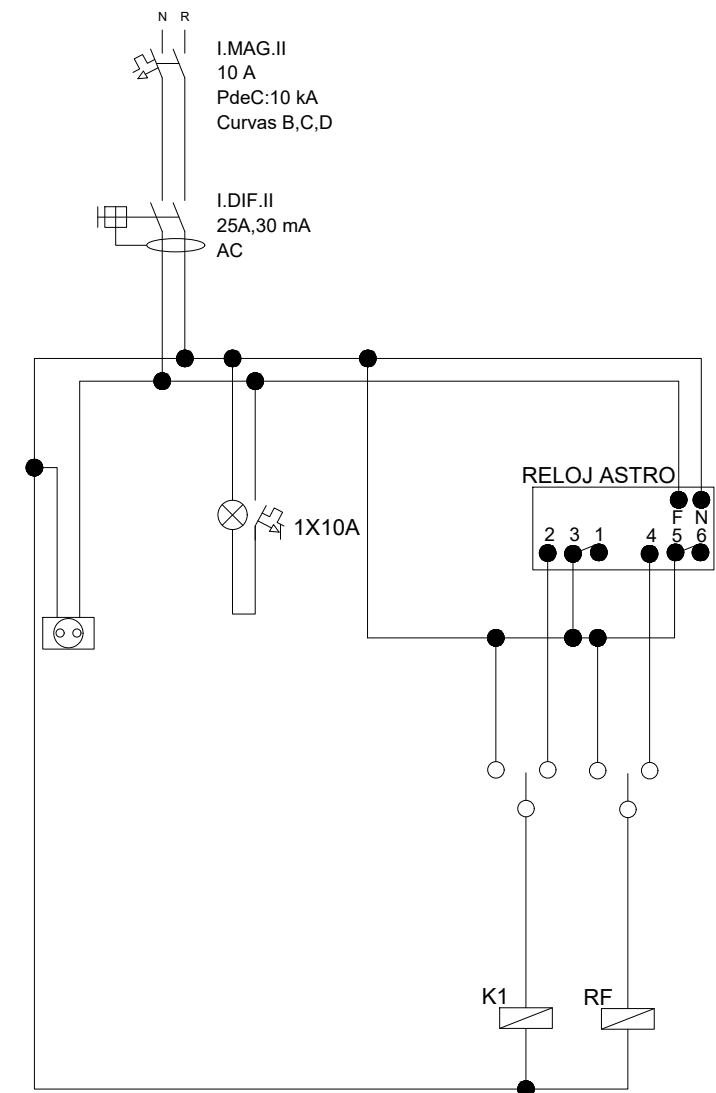 N R
I.MAG.II
10 A
PdeC:10 kA
Curvas B,C,D
I.DIF.II
25A,30 mA
AC
RELOJ ASTRO
F N
2 3 1 4 5 6
1X10A
K1 RF